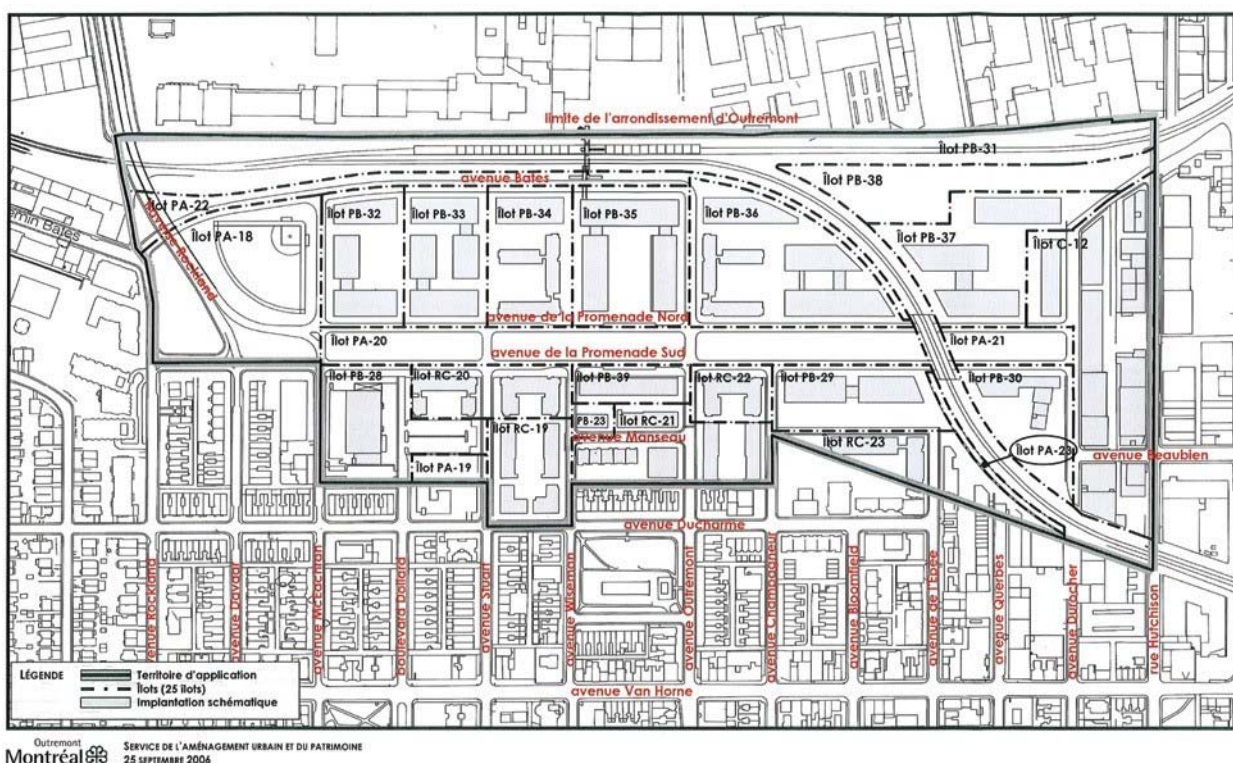 limite de l'arrondissement d'Outremont
Îlot PB-31
Îlot PB-38
avenue Bates
Îlot PA-22
Îlot PB-32
Îlot PB-33
Îlot PB-34
Îlot PB-35
Îlot PB-36
Îlot PB-37
Îlot C-12
Îlot PA-18
avenue Rockland
avenue de la Promenade Nord
Îlot PA-20
avenue de la Promenade Sud
Îlot PA-21
Îlot PB-28
Îlot RC-20
Îlot PB-39
Îlot RC-22
Îlot PB-29
Îlot PB-30
PB-23
Îlot RC-21
Îlot RC-19
avenue Manseau
Îlot RC-23
Îlot PA-23
avenue Beaubien
Îlot PA-19
avenue Ducharme
avenue Rockland
avenue Davaar
avenue McEachran
boulevard Dollard
avenue Stuart
avenue Wiseman
avenue Outremont
avenue Champagneur
avenue Bloomfield
avenue de Épée
avenue Querbes
avenue Durocher
rue Hutchison
avenue Van Horne
LÉGENDE
Territoire d'application
Îlots (25 îlots)
Implantation schématique
Outremont
Montréal
SERVICE DE L'AMÉNAGEMENT URBAIN ET DU PATRIMOINE
25 SEPTEMBRE 2006